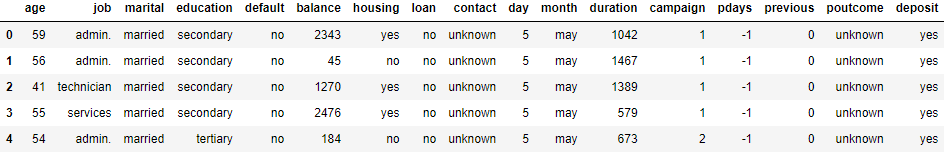 age job marital education default balance housing loan contact day month duration campaign pdays previous poutcome deposit
0 59 admin. married secondary no 2343 yes no unknown 5 may 1042 1 -1 0 unknown yes
1 56 admin. married secondary no 45 no no unknown 5 may 1467 1 -1 0 unknown yes
2 41 technician married secondary no 1270 yes no unknown 5 may 1389 1 -1 0 unknown yes
3 55 services married secondary no 2476 yes no unknown 5 may 579 1 -1 0 unknown yes
4 54 admin. married tertiary no 184 no no unknown 5 may 673 2 -1 0 unknown yes